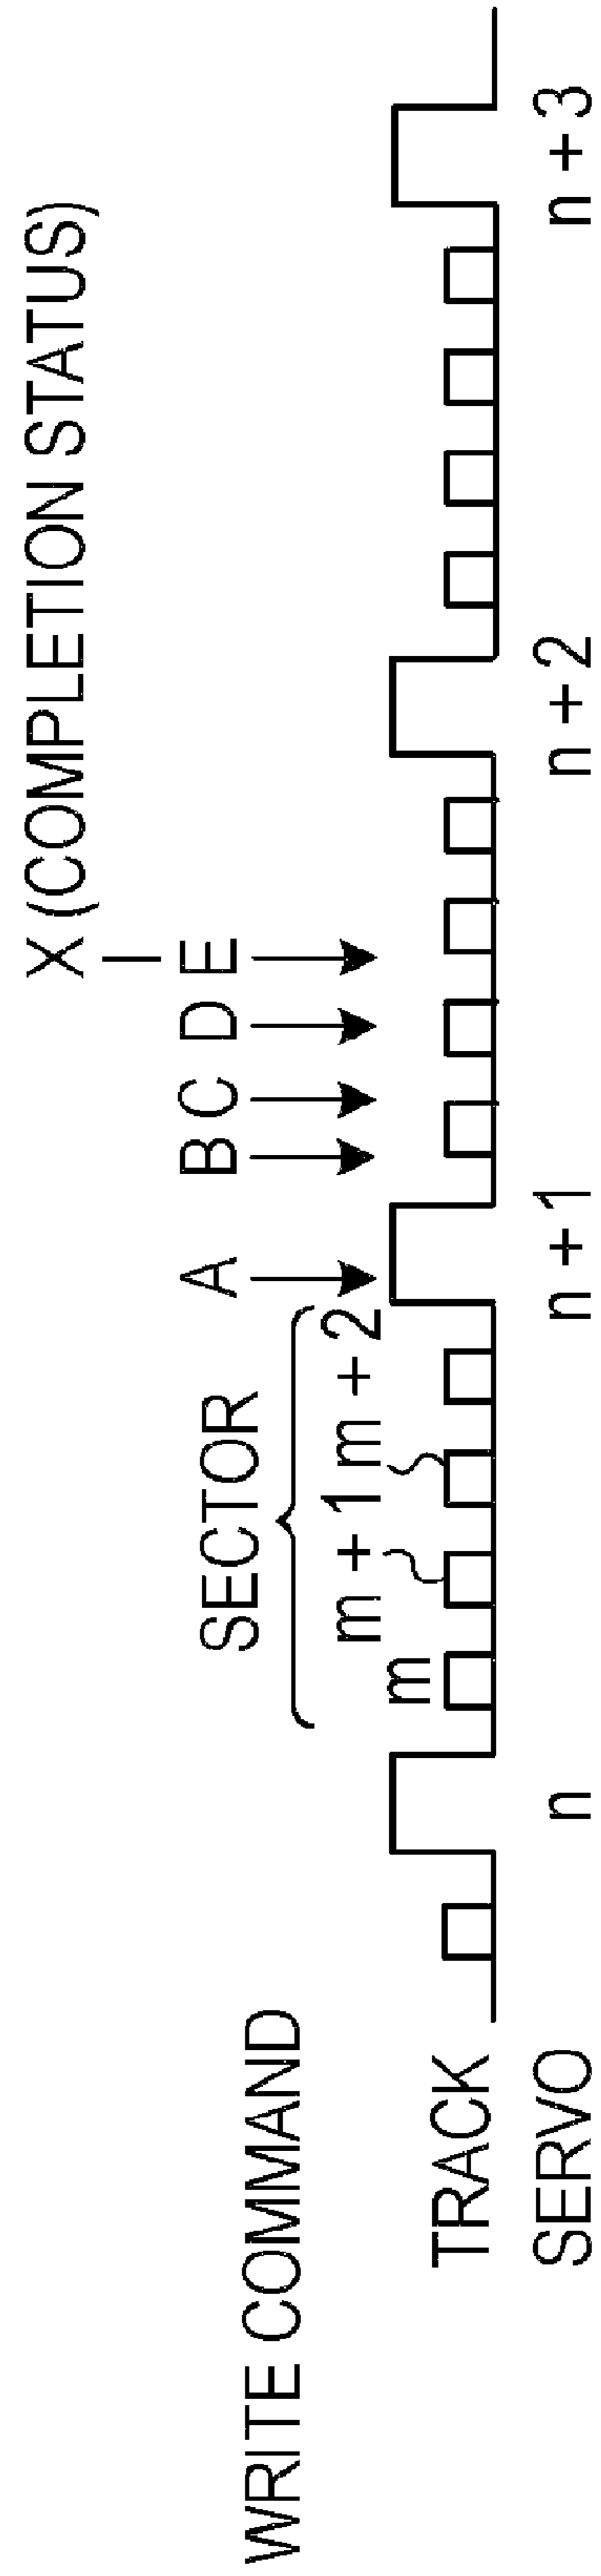 X (COMPLETION STATUS)
WRITE COMMAND
A B C D E
SECTOR
m m + 1 m + 2
TRACK
SERVO n n + 1 n + 2 n + 3